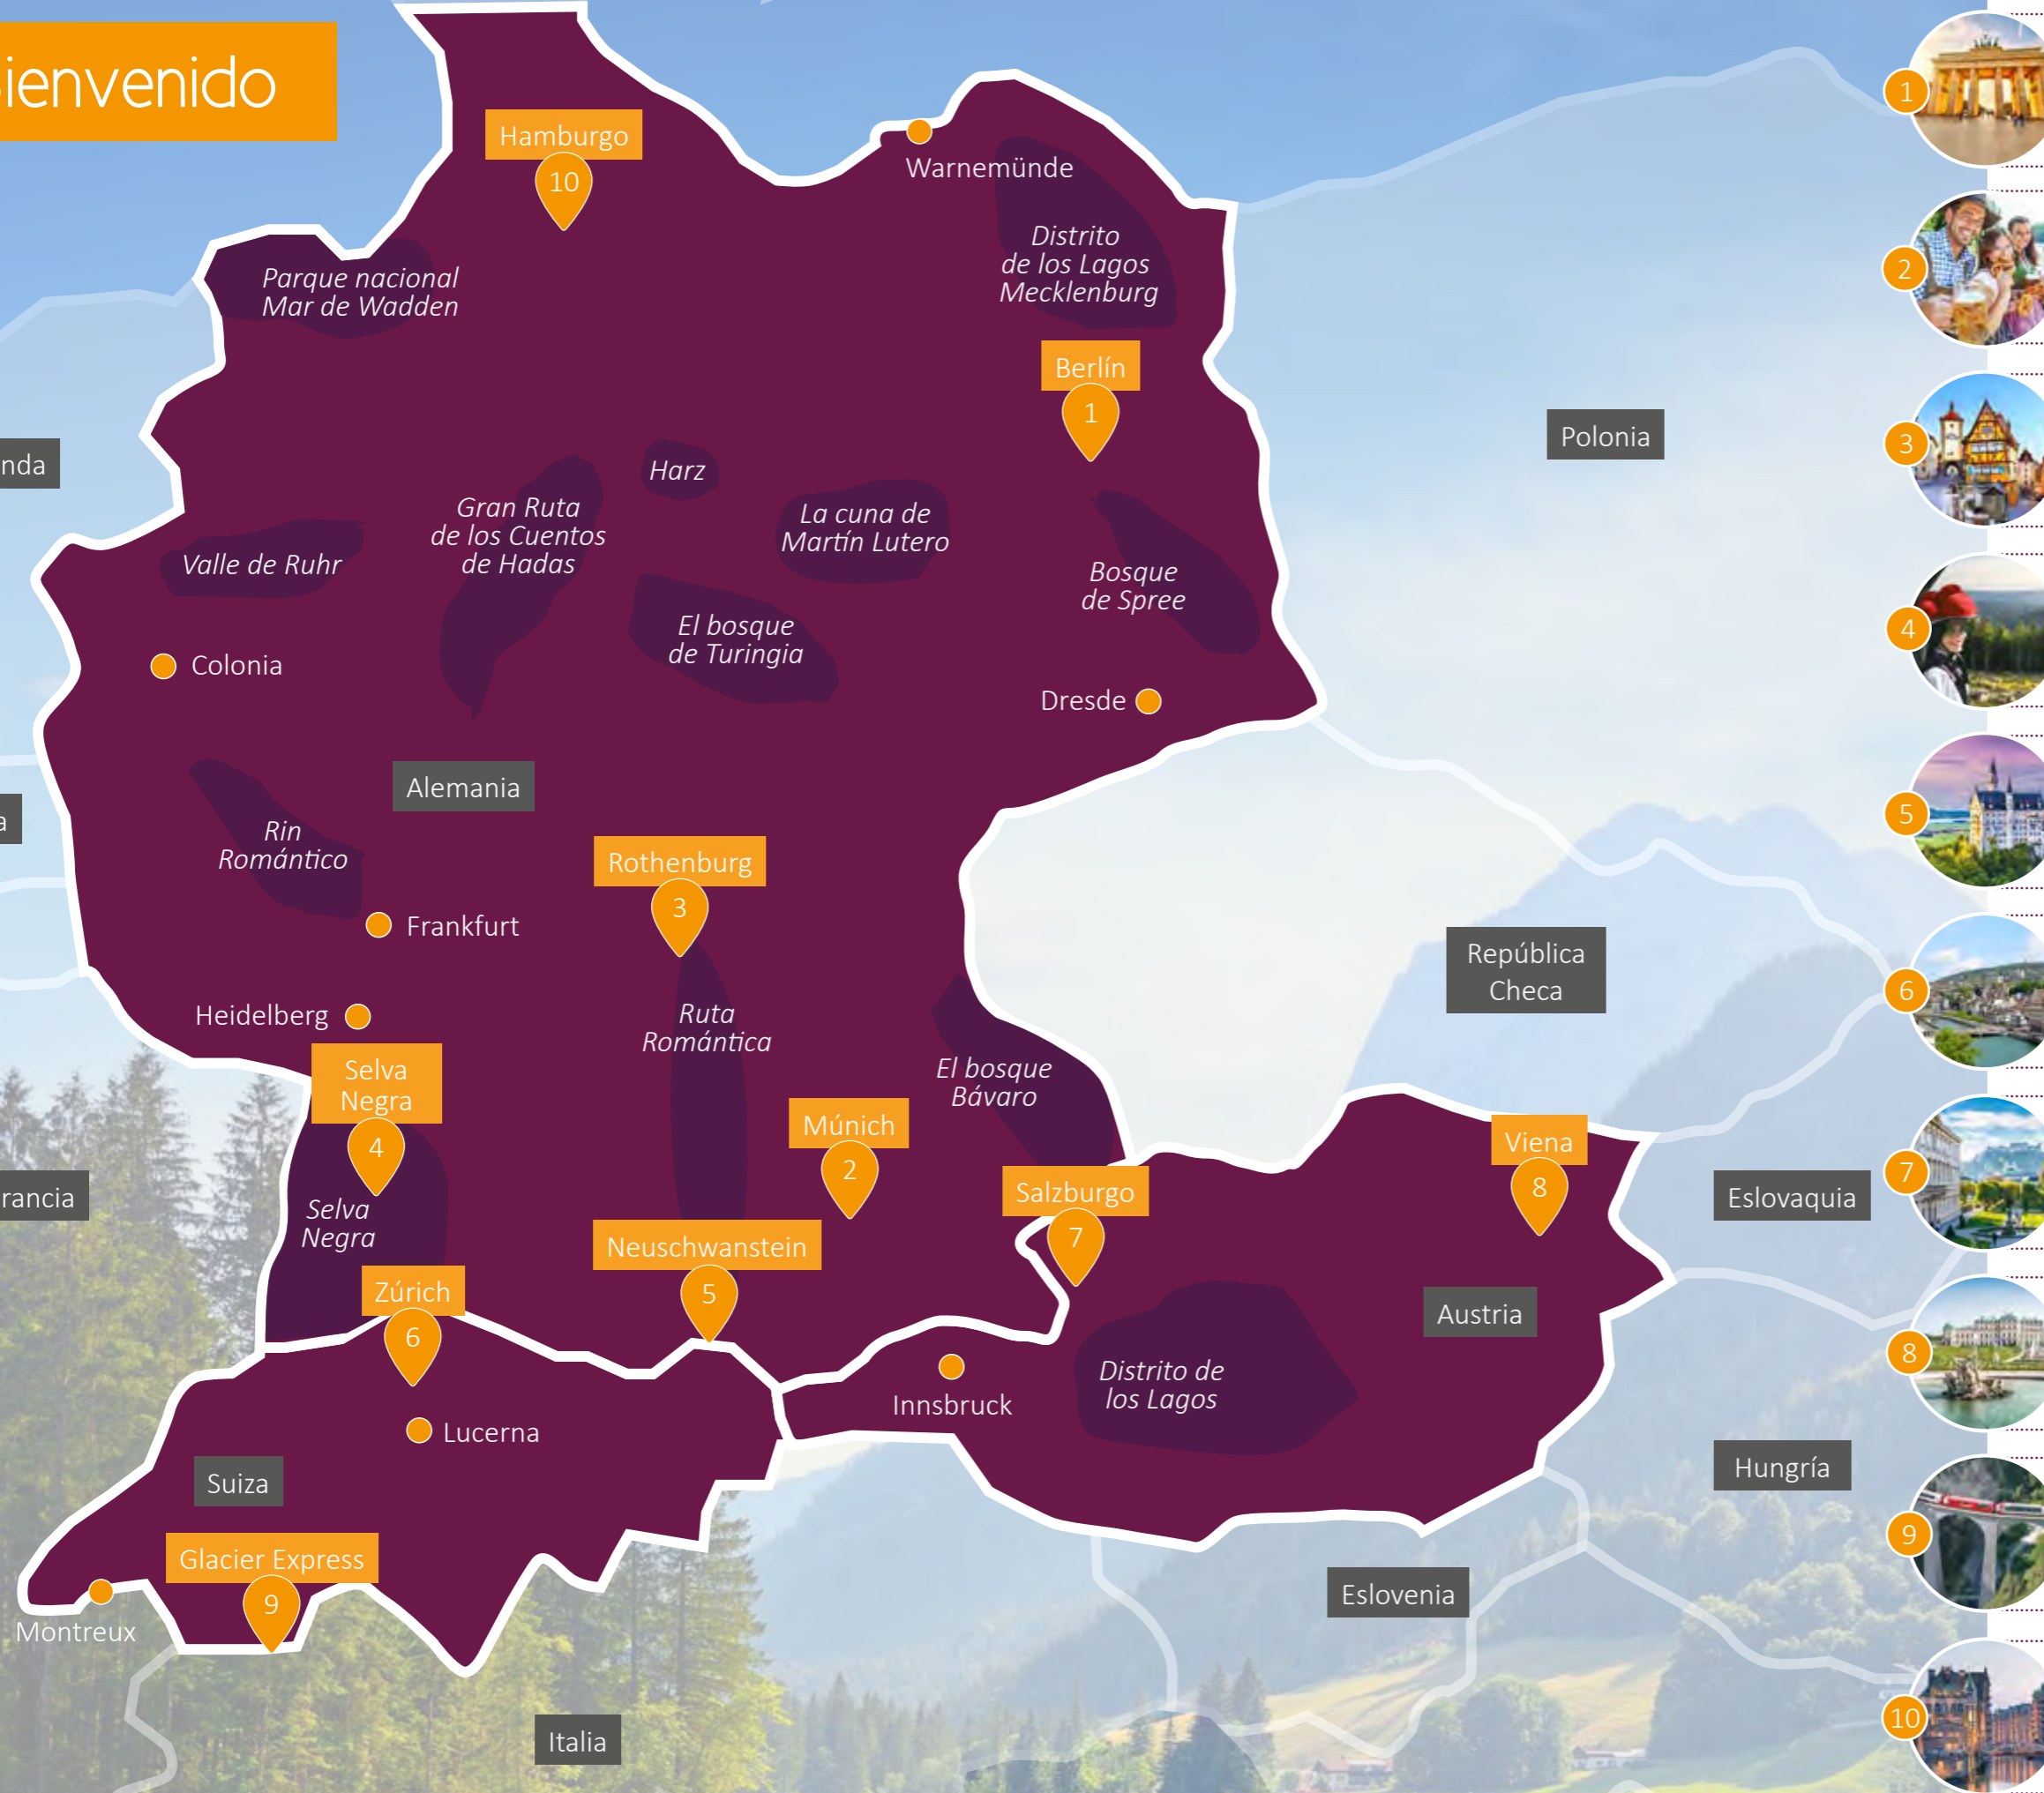 ienvenido
Hamburgo
10
Warnemünde
Parque nacional
Mar de Wadden
Distrito
de los Lagos
Mecklenburg
Berlín
1
Polonia
nda
Harz
Gran Ruta
de los Cuentos
de Hadas
La cuna de
Martín Lutero
Valle de Ruhr
Bosque
de Spree
El bosque
de Turingia
Colonia
Dresde
Alemania
a
Rin
Romántico
Rothenburg
3
Frankfurt
República
Checa
Heidelberg
Ruta
Romántica
Selva
Negra
4
El bosque
Bávaro
Múnich
2
Viena
8
Salzburgo
7
Eslovaquia
rancia
Selva
Negra
Neuschwanstein
5
Zúrich
6
Austria
Distrito de
los Lagos
Innsbruck
Lucerna
Suiza
Hungría
Glacier Express
9
Eslovenia
Montreux
Italia
1
2
3
4
5
6
7
8
9
10